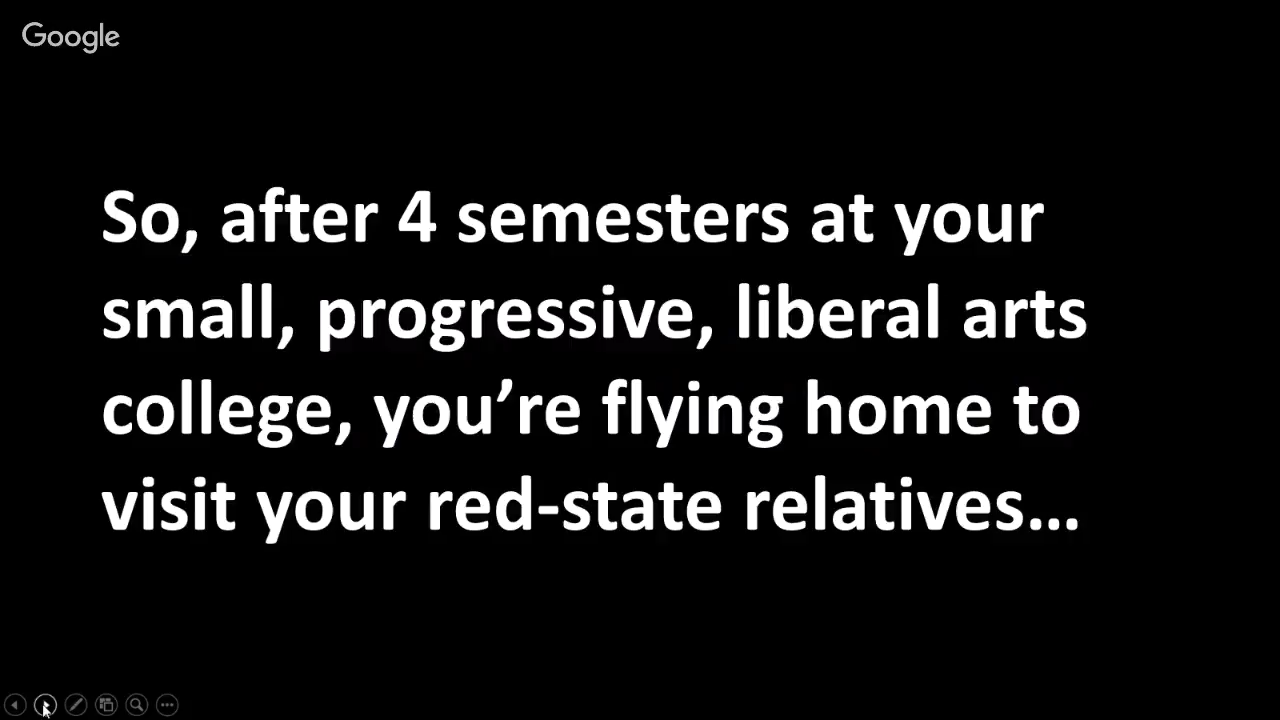 Google
So, after 4 semesters at your
small, progressive, liberal arts
college, you’re flying home to
visit your red-state relatives…